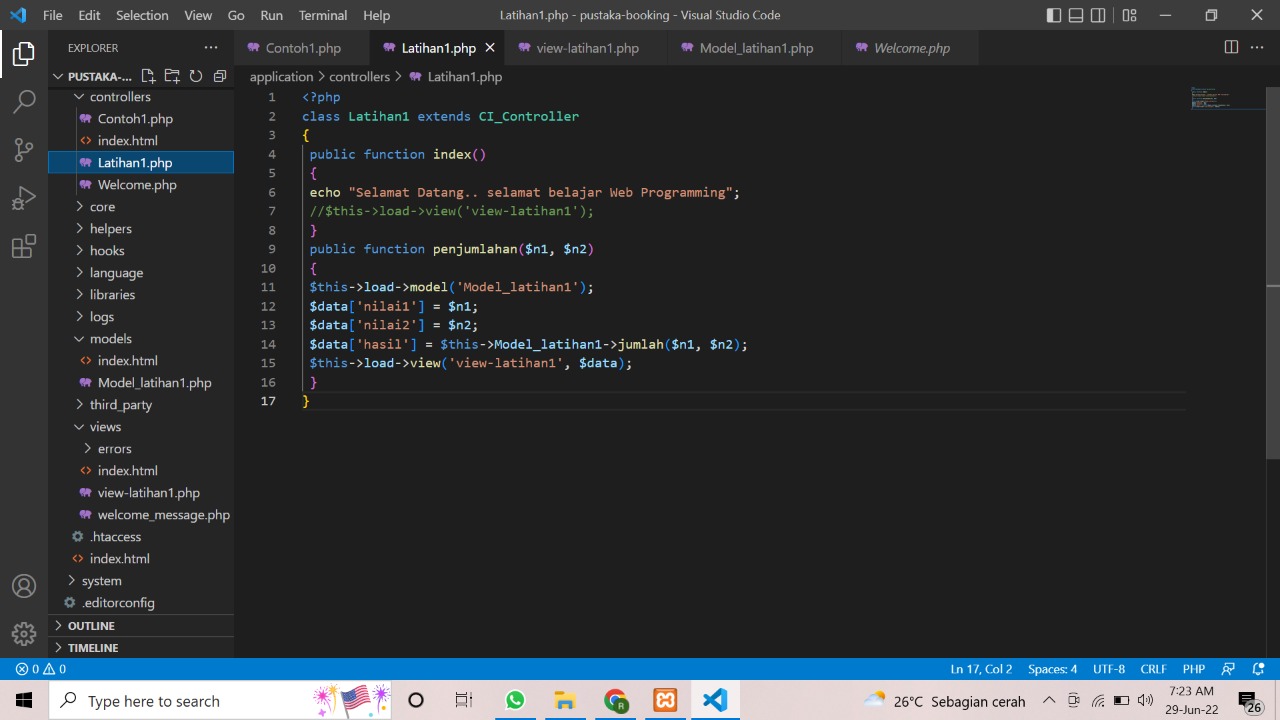 File Edit Selection View Go Run Terminal Help
Latihan1.php - pustaka-booking - Visual Studio Code
EXPLORER
PUSTAKA-...
controllers
Contoh1.php
index.html
Latihan1.php
Welcome.php
core
helpers
hooks
language
libraries
logs
models
index.html
Model_latihan1.php
third_party
views
errors
index.html
view-latihan1.php
welcome_message.php
.htaccess
index.html
system
.editorconfig
OUTLINE
TIMELINE
Contoh1.php Latihan1.php view-latihan1.php Model_latihan1.php Welcome.php
application > controllers > Latihan1.php
1 <?php
2 class Latihan1 extends CI_Controller
3 {
4 public function index()
5 {
6 echo "Selamat Datang.. selamat belajar Web Programming";
7 //$this->load->view('view-latihan1');
8 }
9 public function penjumlahan($n1, $n2)
10 {
11 $this->load->model('Model_latihan1');
12 $data['nilai1'] = $n1;
13 $data['nilai2'] = $n2;
14 $data['hasil'] = $this->Model_latihan1->jumlah($n1, $n2);
15 $this->load->view('view-latihan1', $data);
16 }
17 }
0 0
Ln 17, Col 2 Spaces: 4 UTF-8 CRLF PHP
Type here to search
26°C Sebagian cerah
7:23 AM
29-Jun-22
26